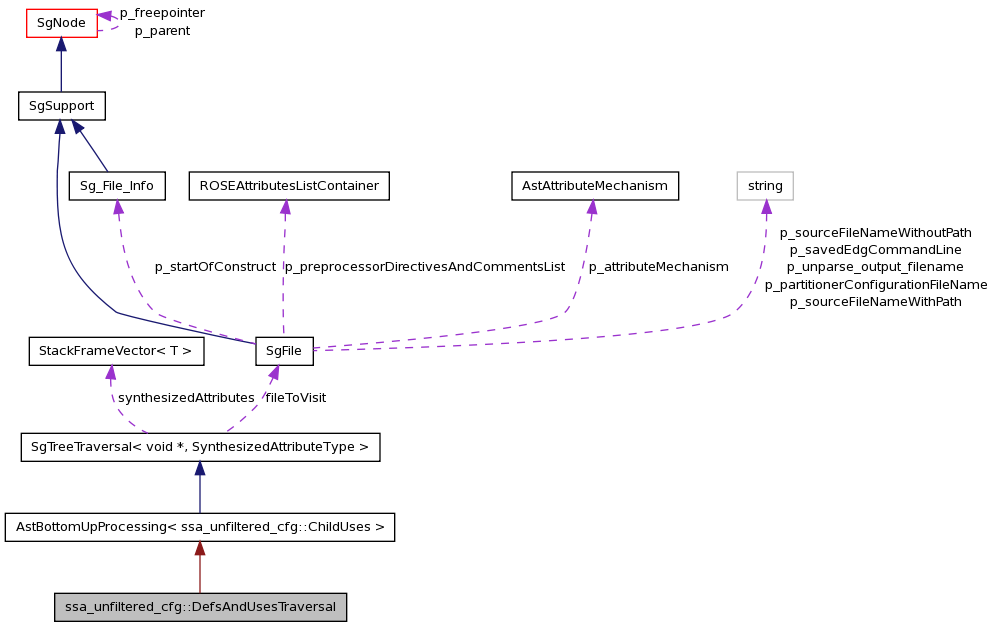 p_freepointer
SgNode
p_parent
SgSupport
Sg_File_Info
ROSEAttributesListContainer
AstAttributeMechanism
string
p_sourceFileNameWithoutPath
p_savedEdgCommandLine
p_unparse_output_filename
p_partitionerConfigurationFileName
p_sourceFileNameWithPath
p_startOfConstruct
p_preprocessorDirectivesAndCommentsList
p_attributeMechanism
StackFrameVector< T >
SgFile
synthesizedAttributes
fileToVisit
SgTreeTraversal< void *, SynthesizedAttributeType >
AstBottomUpProcessing< ssa_unfiltered_cfg::ChildUses >
ssa_unfiltered_cfg::DefsAndUsesTraversal